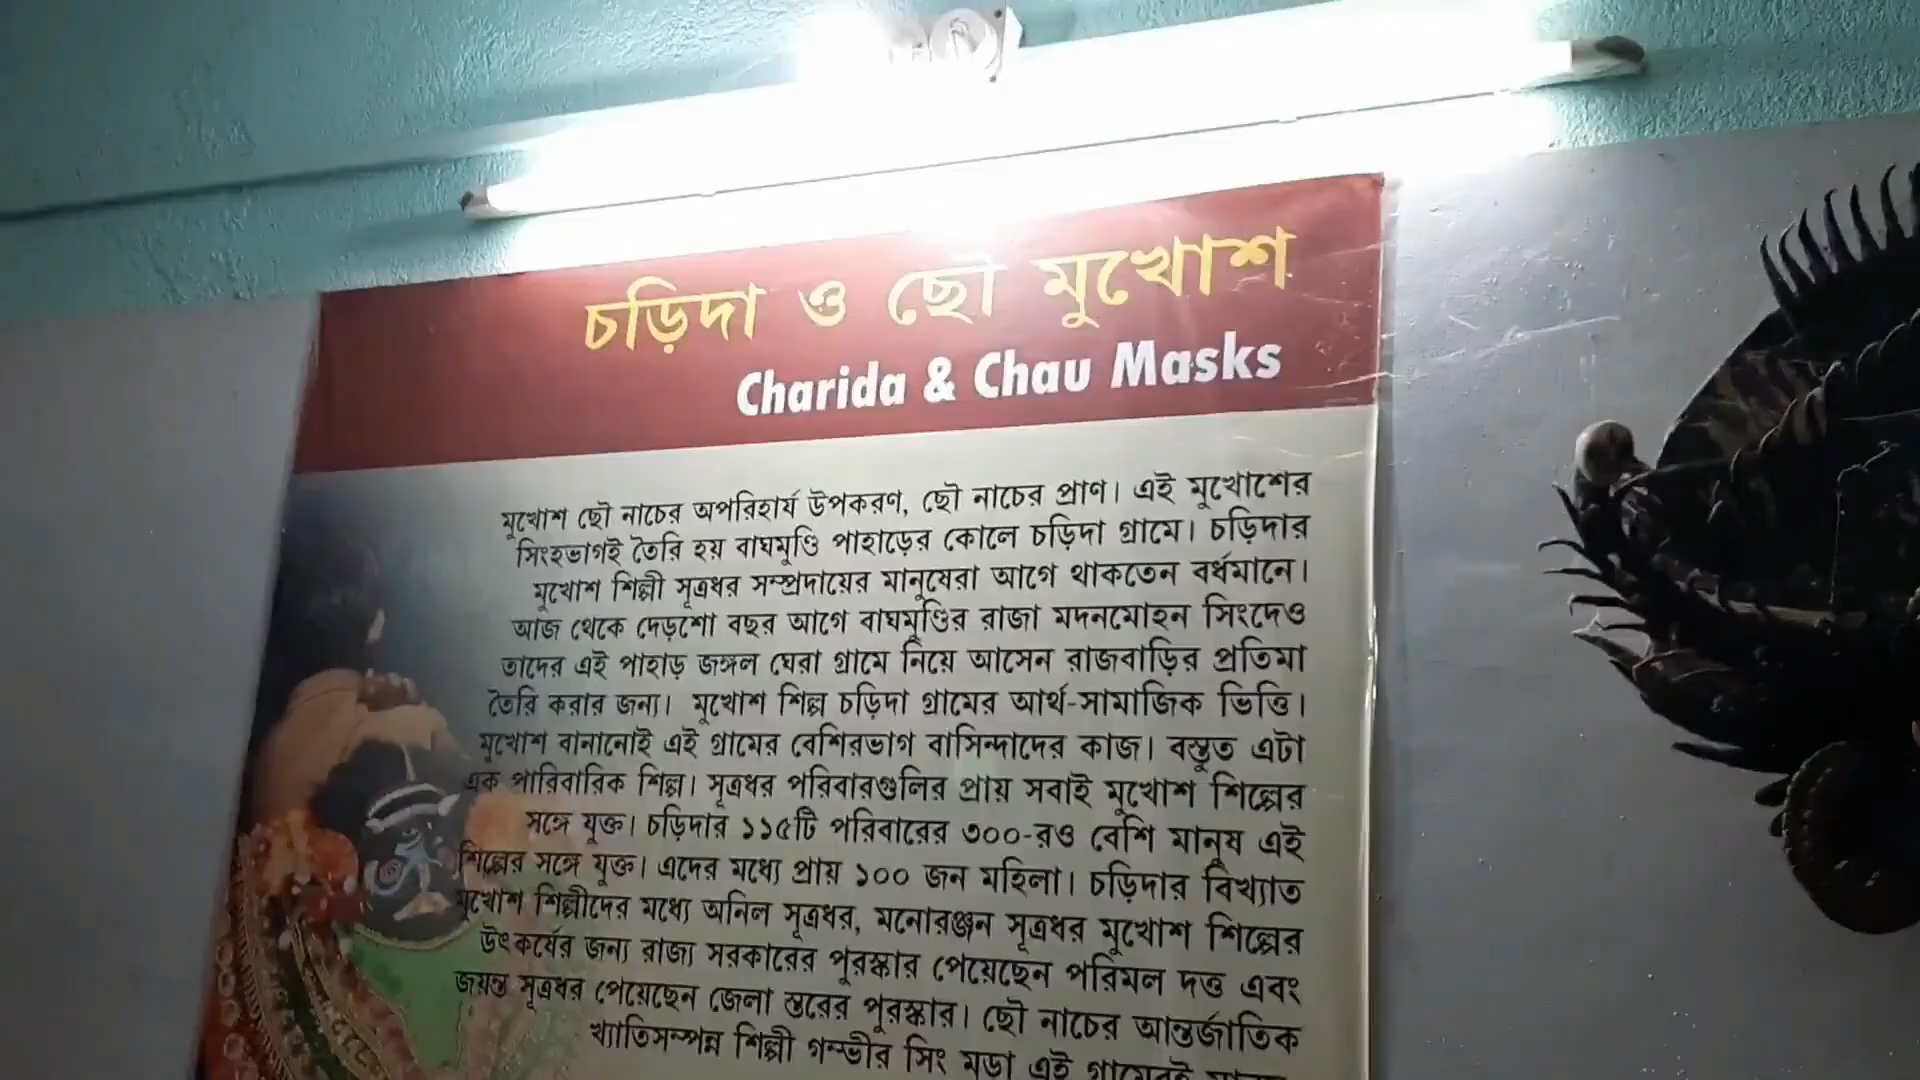 চড়িদা ও ছৌ মুখোশ
Charida & Chau Masks
মুখোশ ছৌ নাচের অপরিহার্য উপকরণ, ছৌ নাচের প্রাণ। এই মুখোশের
সিংহভাগই তৈরি হয় বাঘমুণ্ডি পাহাড়ের কোলে চড়িদা গ্রামে। চড়িদার
মুখোশ শিল্পী সূত্রধর সম্প্রদায়ের মানুষেরা আগে থাকতেন বর্ধমানে।
আজ থেকে দেড়শো বছর আগে বাঘমুণ্ডির রাজা মদনমোহন সিংদেও
তাদের এই পাহাড় জঙ্গল ঘেরা গ্রামে নিয়ে আসেন রাজবাড়ির প্রতিমা
তৈরি করার জন্য। মুখোশ শিল্প চড়িদা গ্রামের আর্থ-সামাজিক ভিত্তি।
মুখোশ বানানোই এই গ্রামের বেশিরভাগ বাসিন্দাদের কাজ। বস্তুত এটা
এক পারিবারিক শিল্প। সূত্রধর পরিবারগুলির প্রায় সবাই মুখোশ শিল্পের
সঙ্গে যুক্ত। চড়িদার ১১৫টি পরিবারের ৩০০-রও বেশি মানুষ এই
শিল্পের সঙ্গে যুক্ত। এদের মধ্যে প্রায় ১০০ জন মহিলা। চড়িদার বিখ্যাত
মুখোশ শিল্পীদের মধ্যে অনিল সূত্রধর, মনোরঞ্জন সূত্রধর মুখোশ শিল্পের
উৎকর্ষের জন্য রাজ্য সরকারের পুরস্কার পেয়েছেন পরিমল দত্ত এবং
জয়ন্ত সূত্রধর পেয়েছেন জেলা স্তরের পুরস্কার। ছৌ নাচের আন্তর্জাতিক
খ্যাতিসম্পন্ন শিল্পী গম্ভীর সিং মুড়া এই গ্রামেরই